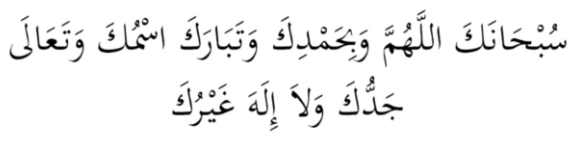 سُبْحَانَكَ اللَّهُمَّ وَبِحَمْدِكَ وَتَبَارَكَ اسْمُكَ وَتَعَالَى
جَدُّكَ وَلاَ إِلَهَ غَيْرُكَ